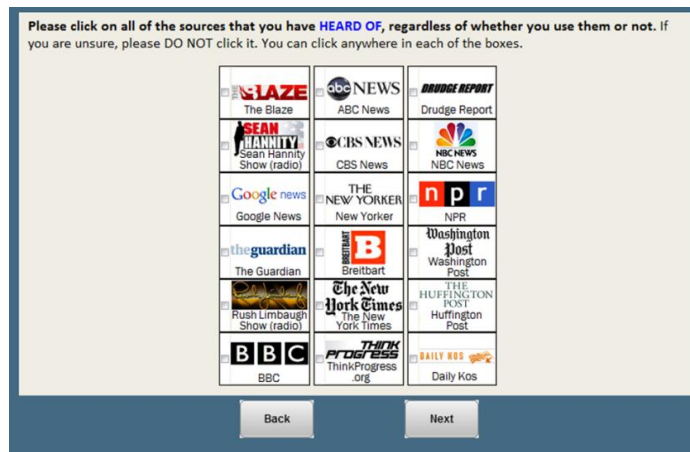 Please click on all of the sources that you have HEARD OF, regardless of whether you use them or not. If
you are unsure, please DO NOT click it. You can click anywhere in each of the boxes.
THE BLAZE
The Blaze
abc NEWS
ABC News
DRUDGE REPORT
Drudge Report
SEAN
HANNITY
Sean Hannity
Show (radio)
CBS NEWS
CBS News
NBC NEWS
NBC News
Google news
Google News
THE
NEW YORKER
New Yorker
npr
NPR
theguardian
The Guardian
BREITBART
B
Breitbart
Washington
Post
Washington
Post
Rush Limbaugh
Show (radio)
The New
York Times
The New
York Times
THE
HUFFINGTON
POST
Huffington
Post
BBC
BBC
THINK
PROGRESS
ThinkProgress
.org
DAILY KOS
Daily Kos
Back
Next